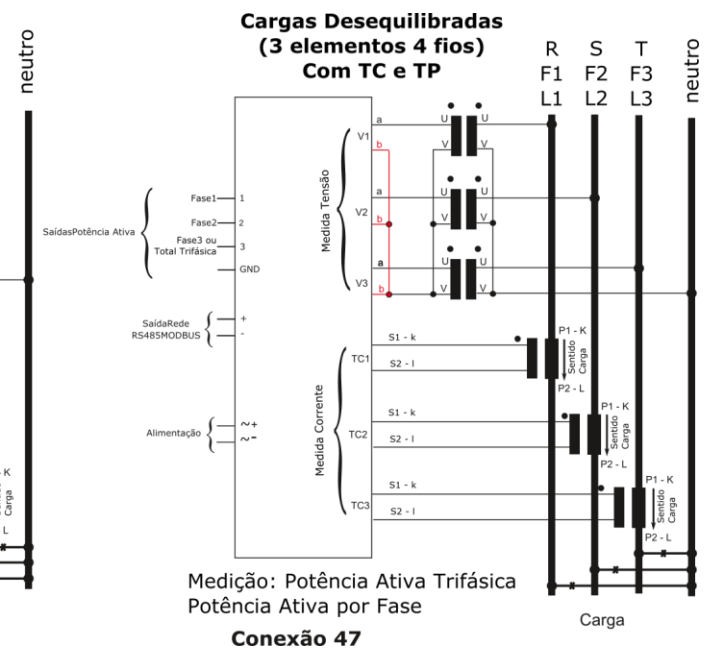 Cargas Desequilibradas
(3 elementos 4 fios)
Com TC e TP
neutro
R S T
F1 F2 F3
L1 L2 L3
neutro
a
V1
b
U U
V V
Fase1 1
Fase2 2
Fase3 ou
Total Trifásica 3
GND
SaídasPotência Ativa
Medida Tensão
a
V2
b
U U
V V
a
V3
b
U U
V V
SaídaRede
RS485MODBUS
+
-
Alimentação
~+
~-
Medida Corrente
TC1
S1 - k
S2 - l
P1 - K
Sentido
Carga
P2 - L
TC2
S1 - k
S2 - l
P1 - K
Sentido
Carga
P2 - L
TC3
S1 - k
S2 - l
P1 - K
Sentido
Carga
P2 - L
- K
Carga
- L
Medição: Potência Ativa Trifásica
Potência Ativa por Fase
Conexão 47
Carga